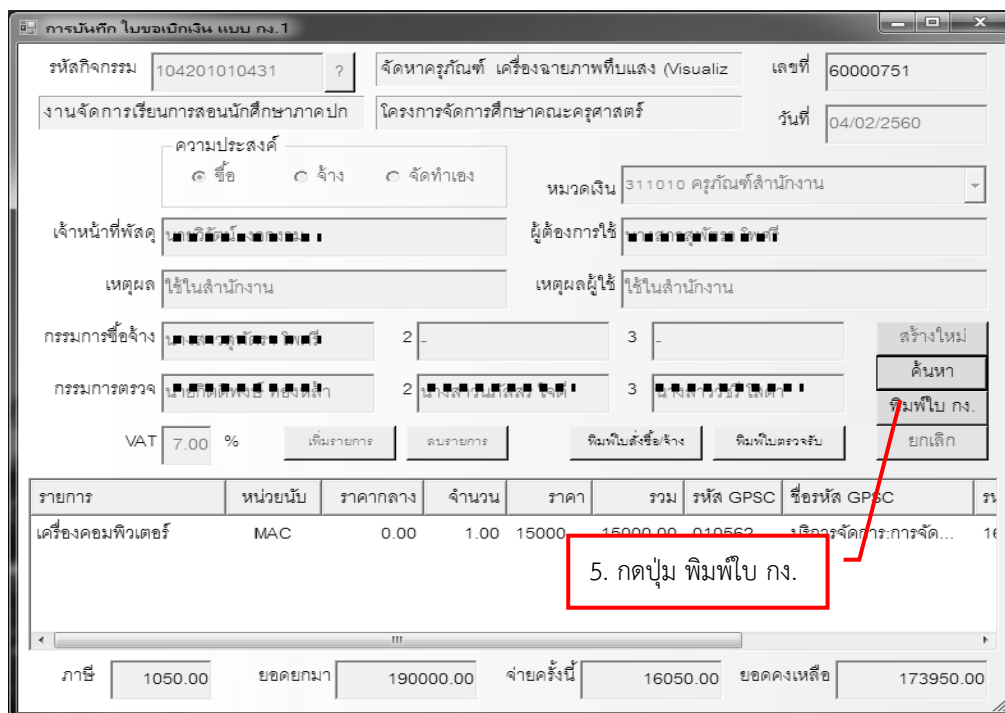 การบันทึก ใบขอเบิกเงิน แบบ กง.1
รหัสกิจกรรม 104201010431 ? จัดหาครุภัณฑ์ เครื่องฉายภาพทึบแสง (Visualiz เลขที่ 60000751
งานจัดการเรียนการสอนนักศึกษาภาคปก โครงการจัดการศึกษาคณะครุศาสตร์ วันที่ 04/02/2560
ความประสงค์
ซื้อ จ้าง จัดทำเอง
หมวดเงิน 311010 ครุภัณฑ์สำนักงาน
เจ้าหน้าที่พัสดุ ผู้ต้องการใช้
เหตุผล ใช้ในสำนักงาน เหตุผลผู้ใช้ ใช้ในสำนักงาน
กรรมการซื้อจ้าง 2 - 3 - สร้างใหม่
ค้นหา
กรรมการตรวจ 2 3
พิมพ์ใบ กง.
VAT 7.00 % เพิ่มรายการ ลบรายการ พิมพ์ใบสั่งซื้อ/จ้าง พิมพ์ใบตรวจรับ ยกเลิก
รายการ หน่วยนับ ราคากลาง จำนวน ราคา รวม รหัส GPSC ชื่อรหัส GPSC
เครื่องคอมพิวเตอร์ MAC 0.00 1.00 15000 15000.00 010562 บริการจัดการ:การจัด... 16
5. กดปุ่ม พิมพ์ใบ กง.
ภาษี 1050.00 ยอดยกมา 190000.00 จ่ายครั้งนี้ 16050.00 ยอดคงเหลือ 173950.00